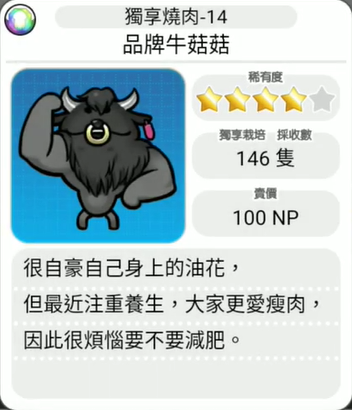 獨享燒肉-14
品牌牛菇菇
稀有度
獨享栽培 採收數
146 隻
賣價
100 NP
很自豪自己身上的油花，
但最近注重養生，大家更愛瘦肉，
因此很煩惱要不要減肥。